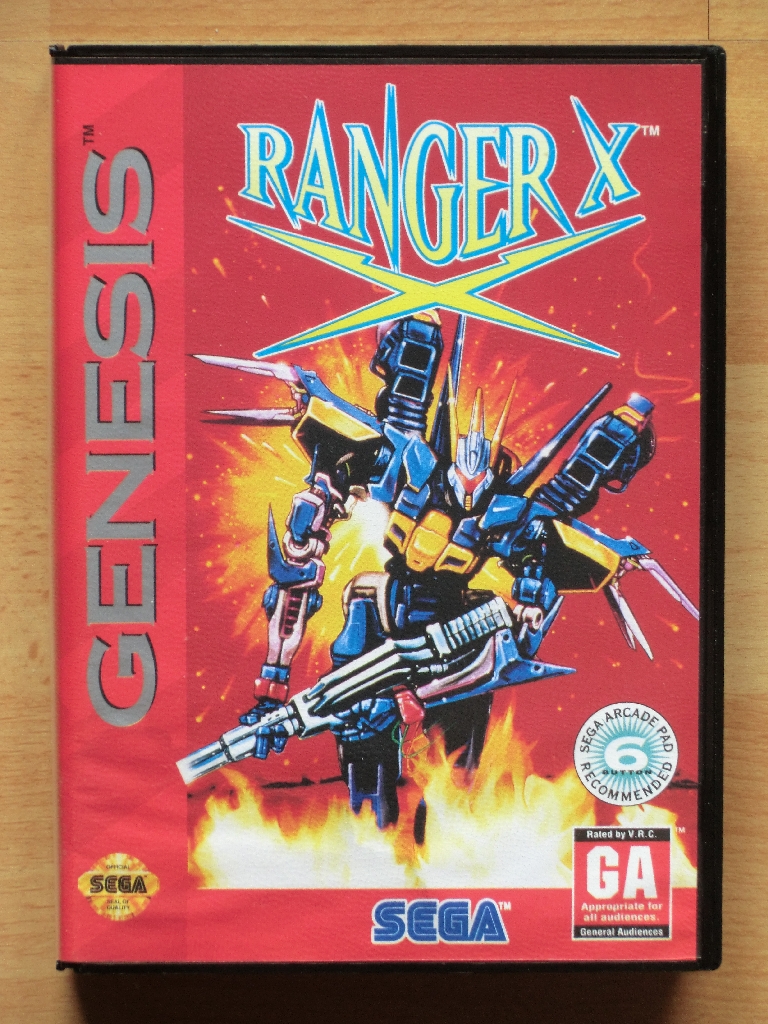 GENESIS™
RANGER X™
SEGA ARCADE PAD
6
BUTTON
RECOMMENDED
Rated by V.R.C.
™
GA
Appropriate for
all audiences.
General Audiences
OFFICIAL
SEGA
SEAL OF
QUALITY
SEGA™